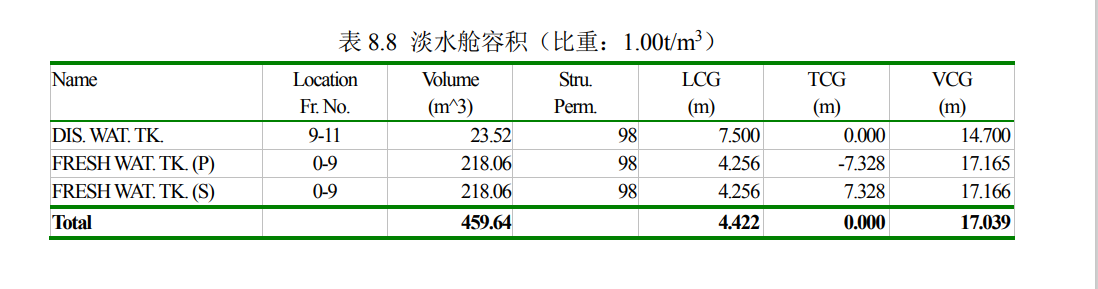 表 8.8 淡水舱容积（比重：1.00t/m³）
Name Location Volume Stru. LCG TCG VCG
Fr. No. (m^3) Perm. (m) (m) (m)
DIS. WAT. TK. 9-11 23.52 98 7.500 0.000 14.700
FRESH WAT. TK. (P) 0-9 218.06 98 4.256 -7.328 17.165
FRESH WAT. TK. (S) 0-9 218.06 98 4.256 7.328 17.166
Total 459.64 4.422 0.000 17.039